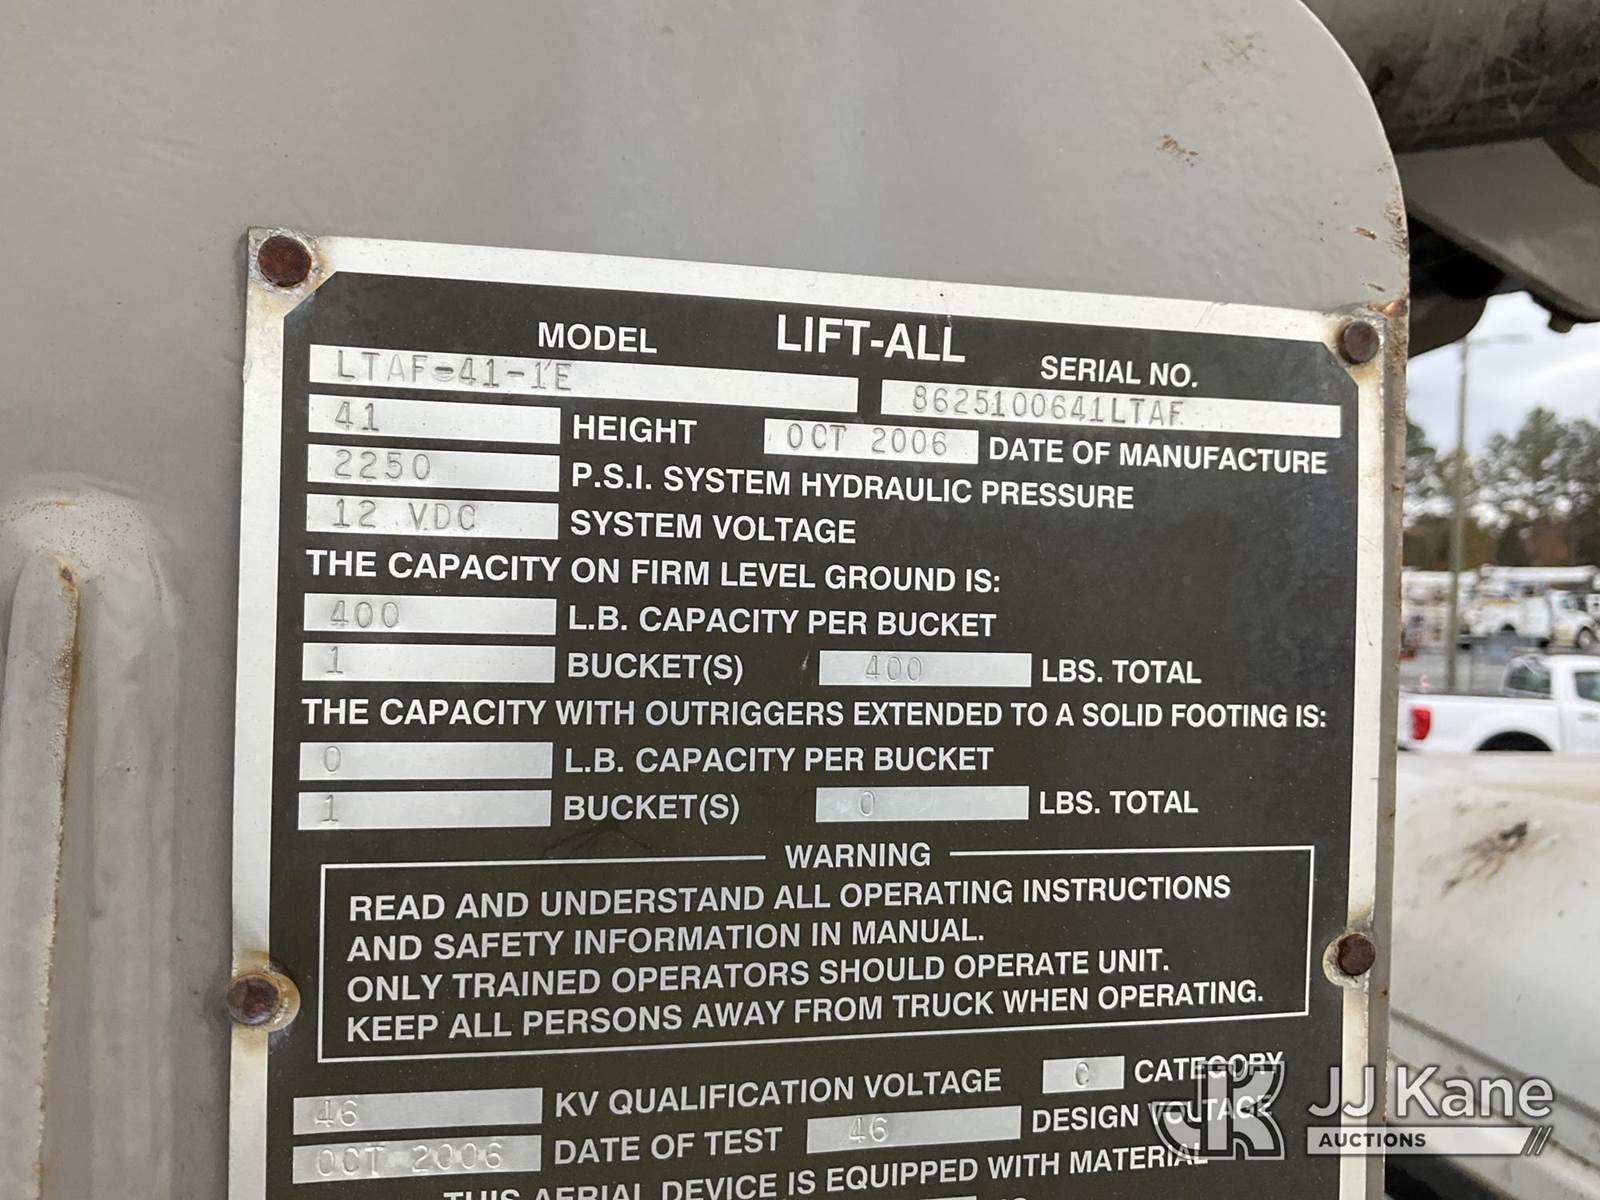 MODEL LIFT-ALL SERIAL NO.
LTAF-41-1E 8625100641LTAF
41 HEIGHT OCT 2006 DATE OF MANUFACTURE
2250 P.S.I. SYSTEM HYDRAULIC PRESSURE
12 VDC SYSTEM VOLTAGE
THE CAPACITY ON FIRM LEVEL GROUND IS:
400 L.B. CAPACITY PER BUCKET
1 BUCKET(S) 400 LBS. TOTAL
THE CAPACITY WITH OUTRIGGERS EXTENDED TO A SOLID FOOTING IS:
0 L.B. CAPACITY PER BUCKET
1 BUCKET(S) 0 LBS. TOTAL
WARNING
READ AND UNDERSTAND ALL OPERATING INSTRUCTIONS
AND SAFETY INFORMATION IN MANUAL.
ONLY TRAINED OPERATORS SHOULD OPERATE UNIT.
KEEP ALL PERSONS AWAY FROM TRUCK WHEN OPERATING.
46 KV QUALIFICATION VOLTAGE C CATEGORY
OCT 2006 DATE OF TEST 46 DESIGN VOLTAGE
THIS AERIAL DEVICE IS EQUIPPED WITH MATERIAL
JK JJ Kane
AUCTIONS